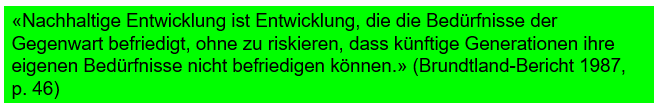 «Nachhaltige Entwicklung ist Entwicklung, die die Bedürfnisse der
Gegenwart befriedigt, ohne zu riskieren, dass künftige Generationen ihre
eigenen Bedürfnisse nicht befriedigen können.» (Brundtland-Bericht 1987,
p. 46)